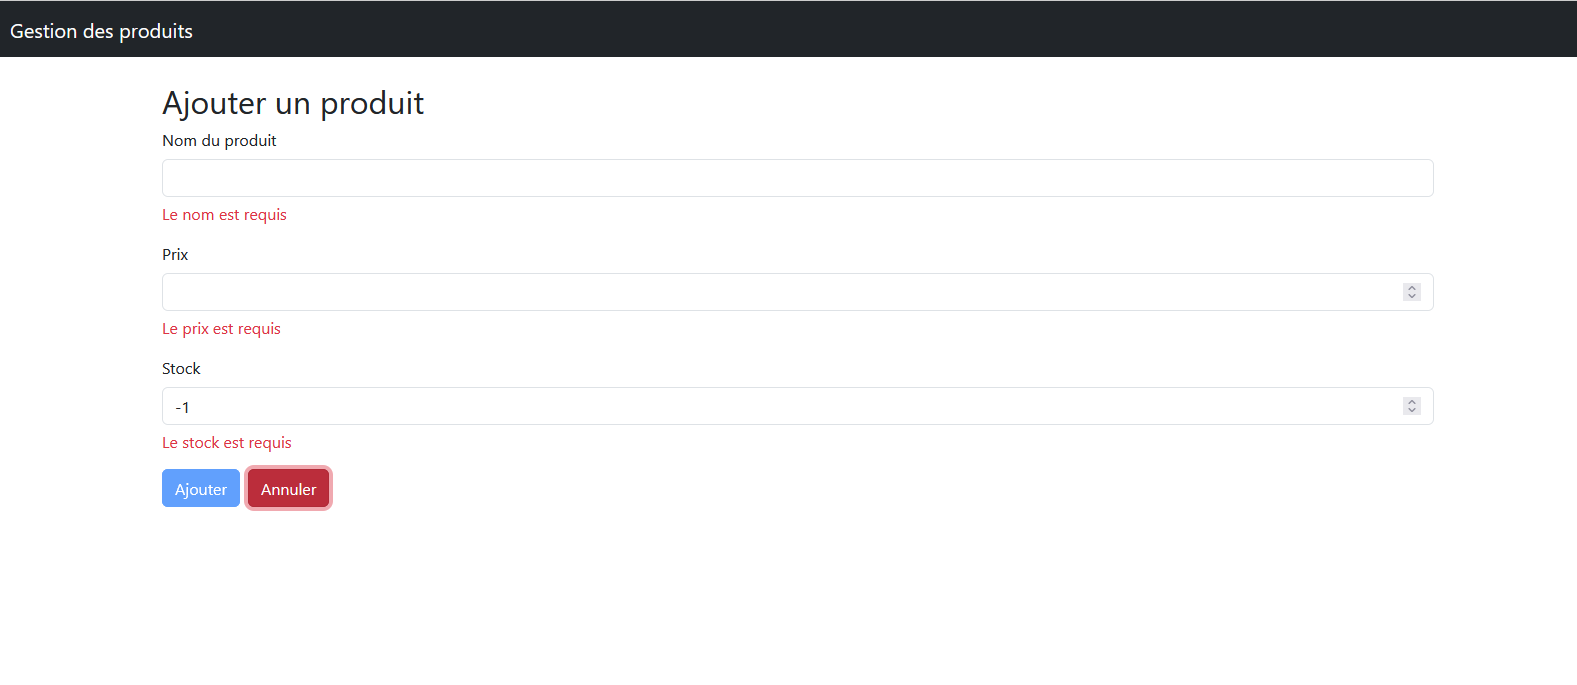 Gestion des produits
Ajouter un produit
Nom du produit
Le nom est requis
Prix
Le prix est requis
Stock
-1
Le stock est requis
Ajouter Annuler